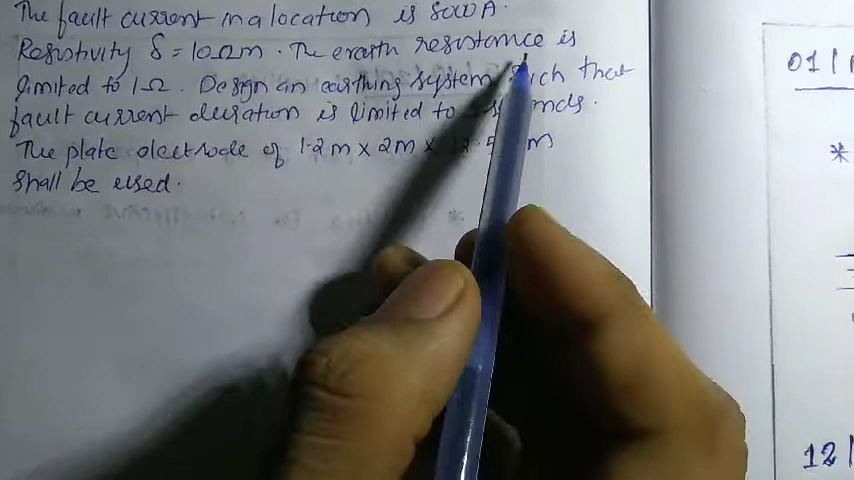 The fault current in a location is 5000A.
Resistivity δ = 10Ωm. The earth resistance is
limited to 1Ω. Design an earthing system such that
fault current duration is limited to
The plate electrode of 1.2m x 2m x m
shall be used.
01
*
12